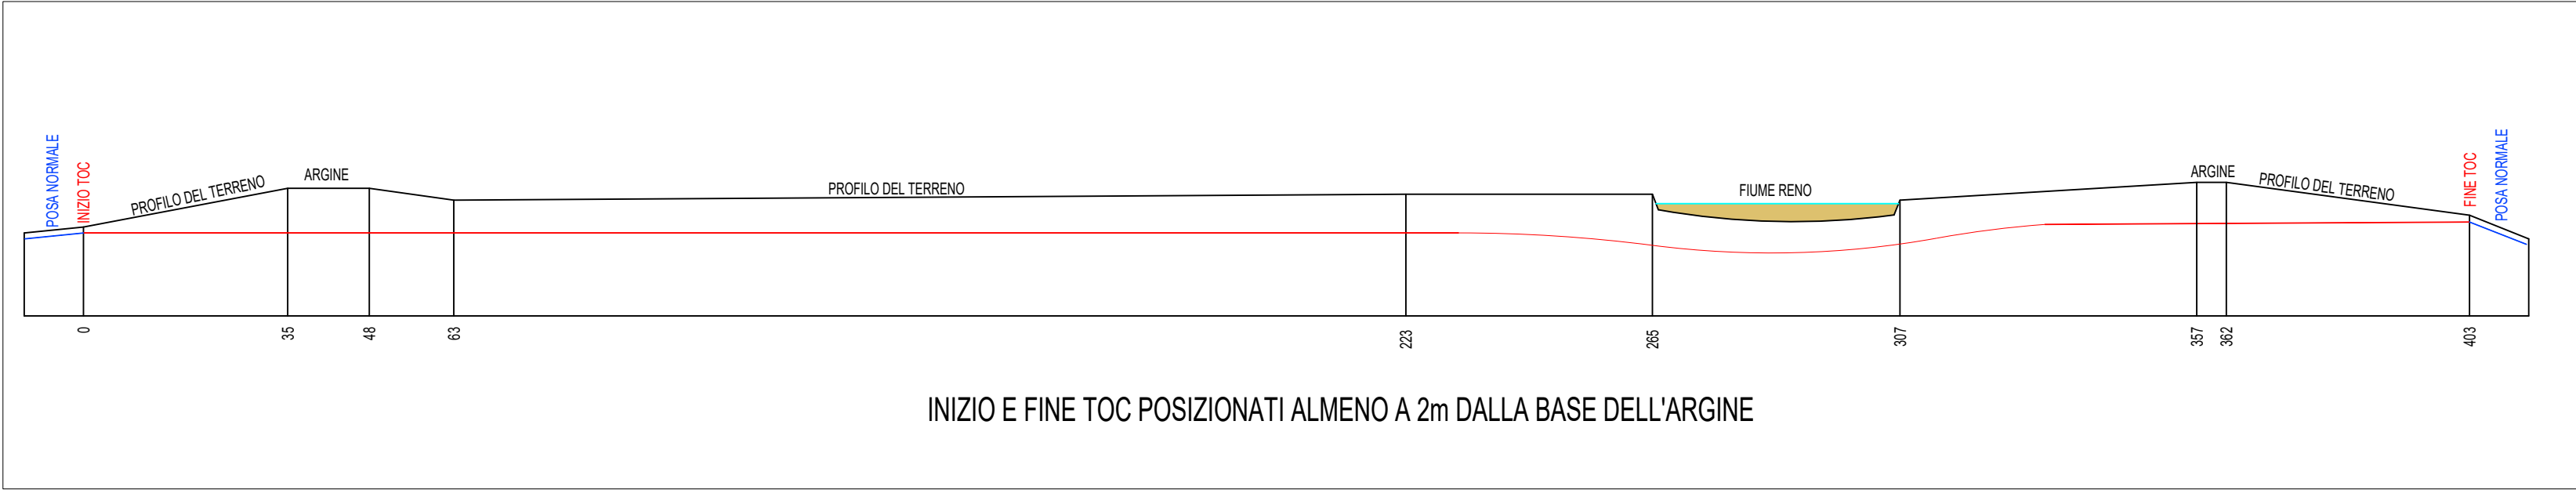 POSA NORMALE
INIZIO TOC
PROFILO DEL TERRENO
ARGINE
PROFILO DEL TERRENO
FIUME RENO
ARGINE
PROFILO DEL TERRENO
FINE TOC
POSA NORMALE
0
35
48
63
223
265
307
357
362
403
INIZIO E FINE TOC POSIZIONATI ALMENO A 2m DALLA BASE DELL'ARGINE